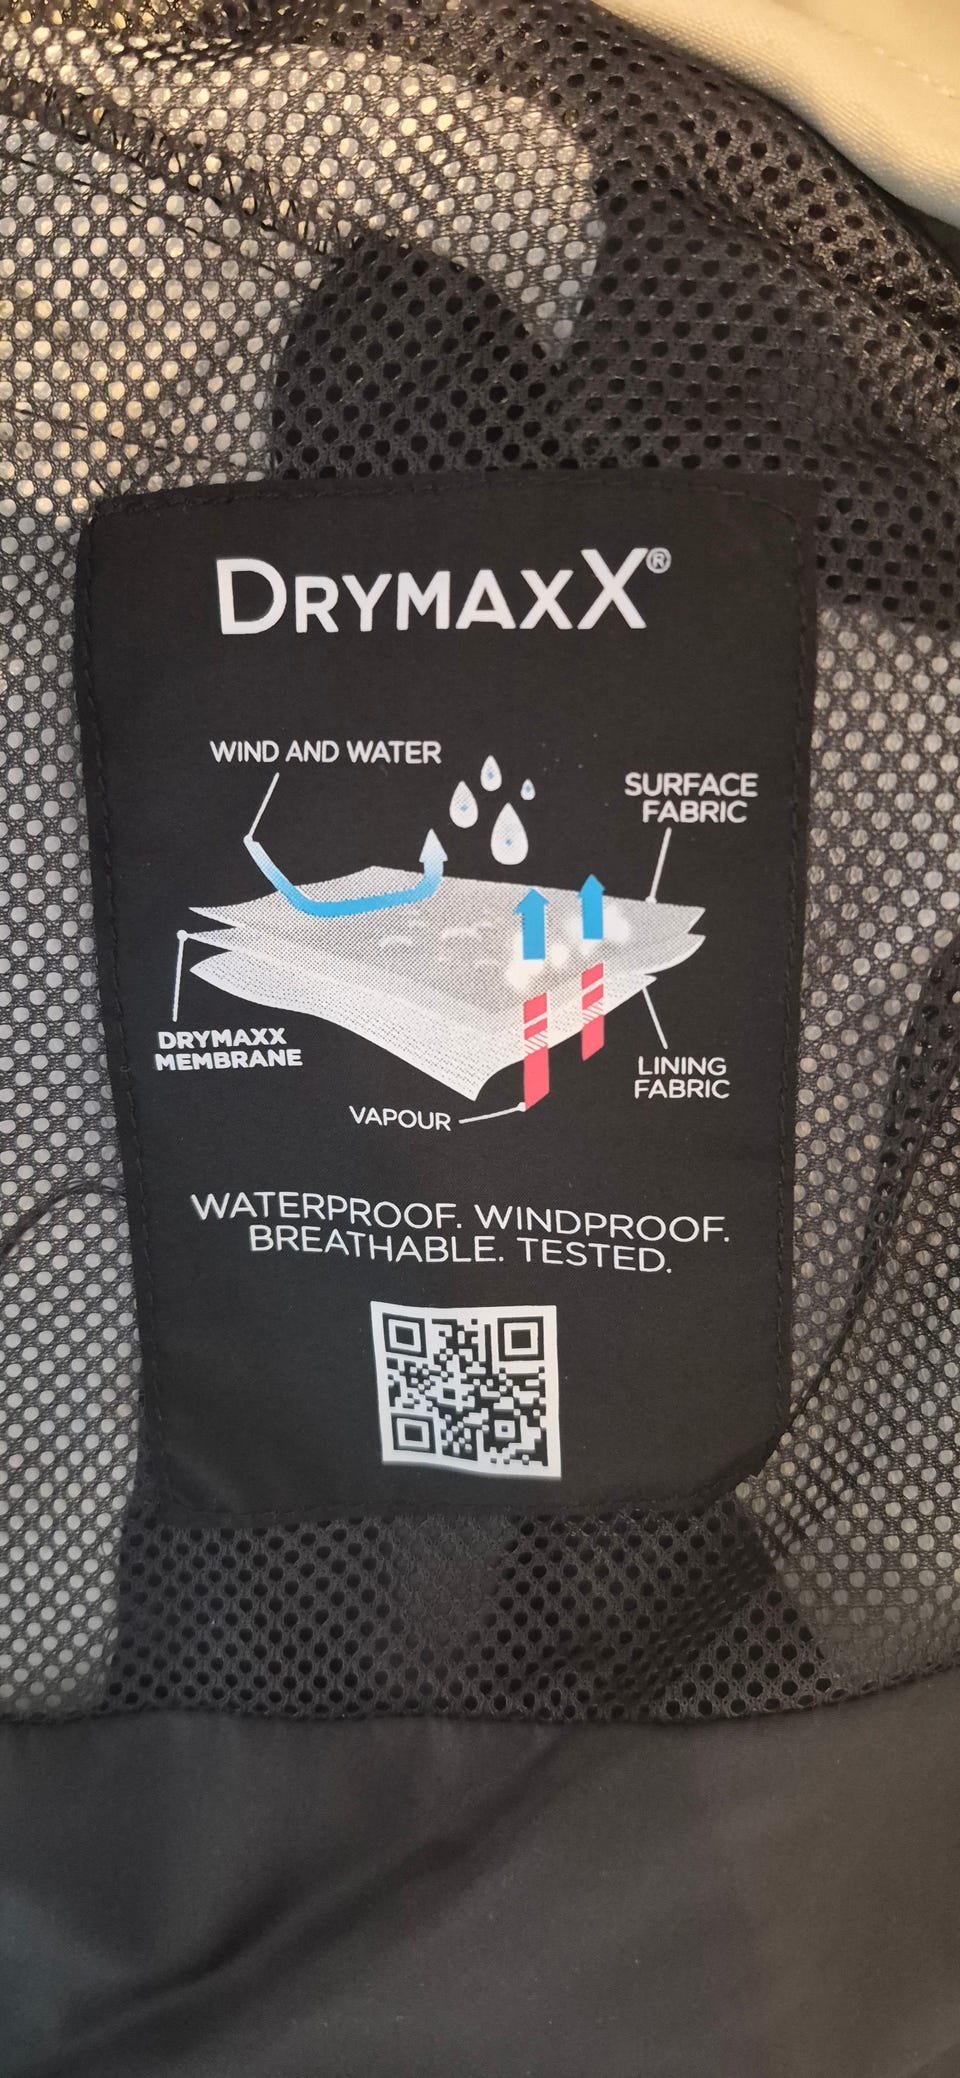 DRYMAXX®
WIND AND WATER
SURFACE
FABRIC
DRYMAXX
MEMBRANE
LINING
FABRIC
VAPOUR
WATERPROOF. WINDPROOF.
BREATHABLE. TESTED.